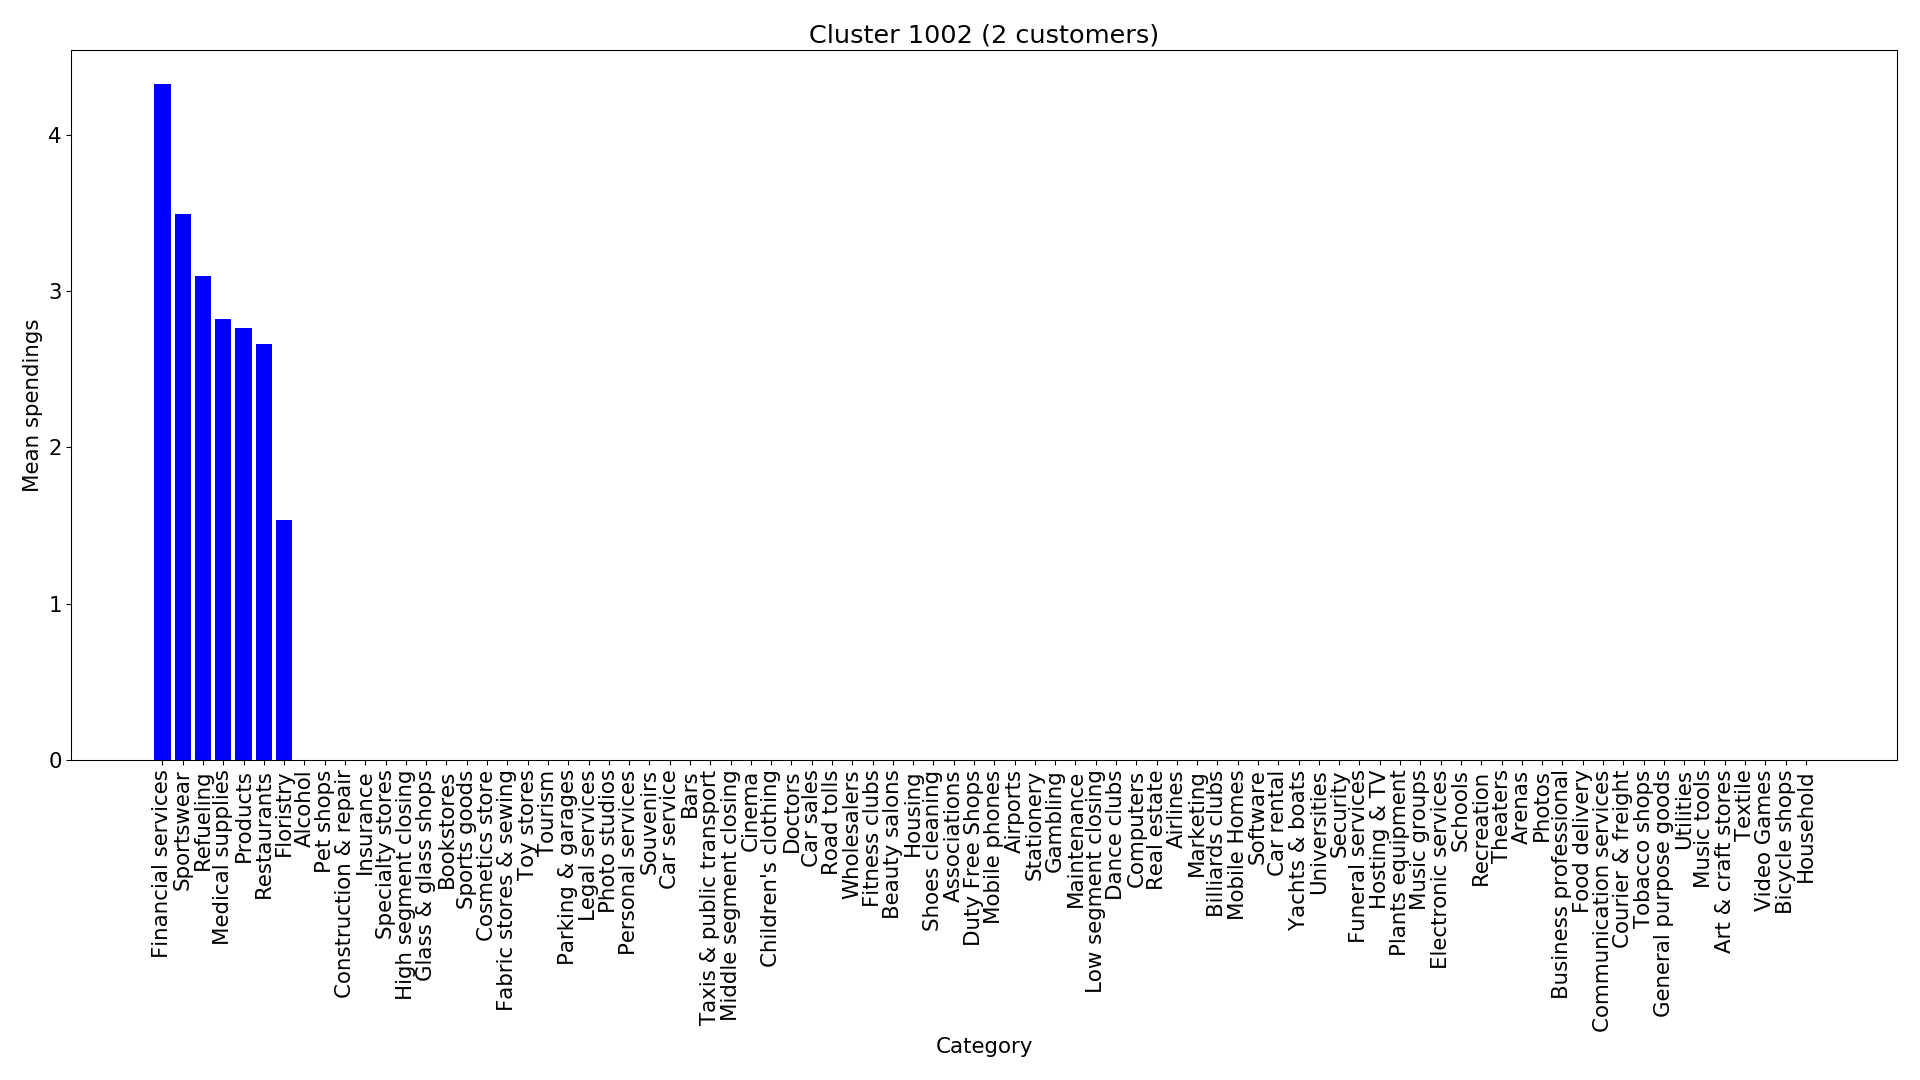 Cluster 1002 (2 customers)
Mean spendings
4
3
2
1
0
Financial services
Sportswear
Refueling
Medical supplies
Products
Restaurants
Floristry
Alcohol
Pet shops
Construction & repair
Insurance
Specialty stores
High segment closing
Glass & glass shops
Bookstores
Sports goods
Cosmetics store
Fabric stores & sewing
Toy stores
Tourism
Parking & garages
Legal services
Photo studios
Personal services
Souvenirs
Car service
Bars
Taxis & public transport
Middle segment closing
Cinema
Children's clothing
Doctors
Car sales
Road tolls
Wholesalers
Fitness clubs
Beauty salons
Housing
Shoes cleaning
Associations
Duty Free Shops
Mobile phones
Airports
Stationery
Gambling
Maintenance
Low segment closing
Dance clubs
Computers
Real estate
Airlines
Marketing
Billiards clubs
Mobile Homes
Software
Car rental
Yachts & boats
Universities
Security
Funeral services
Hosting & TV
Plants equipment
Music groups
Electronic services
Schools
Recreation
Theaters
Arenas
Photos
Business professional
Food delivery
Communication services
Courier & freight
Tobacco shops
General purpose goods
Utilities
Music tools
Art & craft stores
Textile
Video Games
Bicycle shops
Household
Category